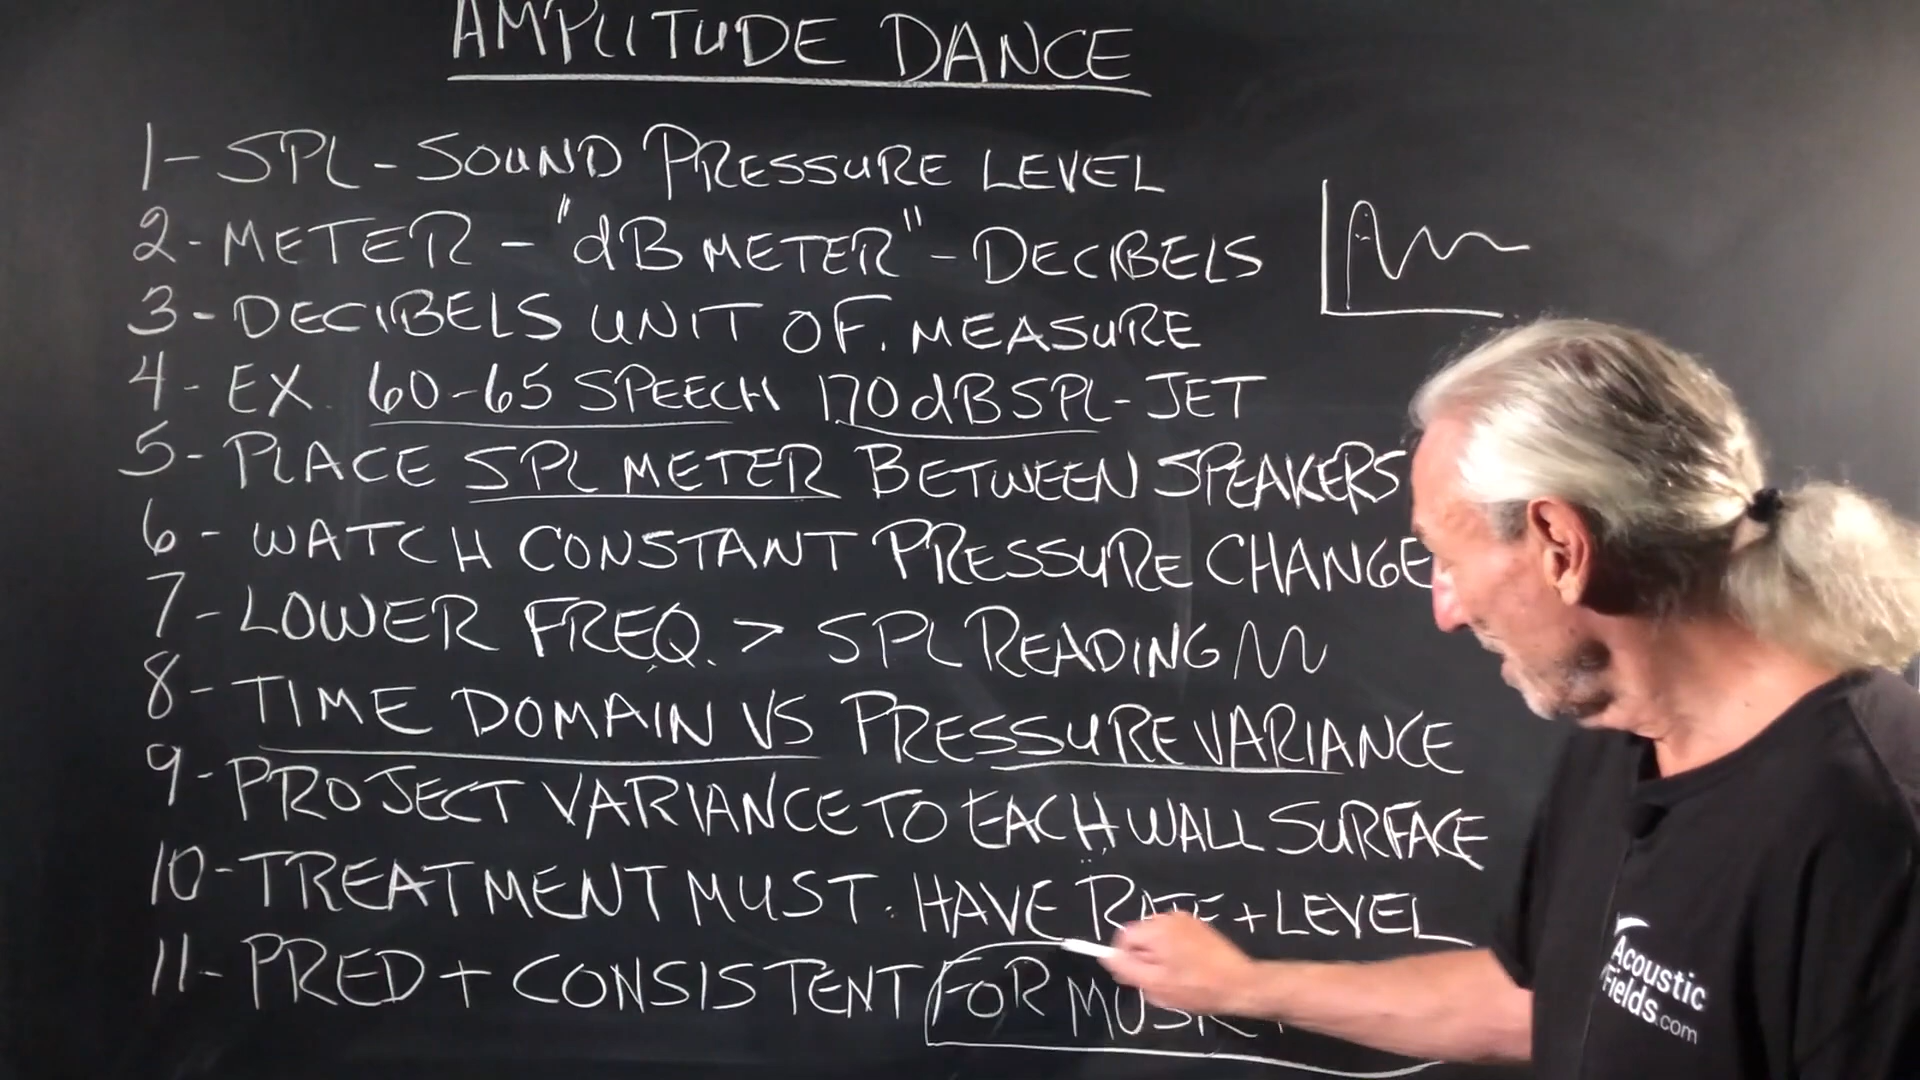 AMPLITUDE DANCE
1- SPL - SOUND PRESSURE LEVEL
2- METER - "dB METER" - DECIBELS
3- DECIBELS UNIT OF. MEASURE
4- EX. 60-65 SPEECH 170 dBSPL - JET
5- PLACE SPL METER BETWEEN SPEAKERS
6- WATCH CONSTANT PRESSURE CHANGE
7- LOWER FREQ. > SPL READING
8- TIME DOMAIN VS PRESSURE VARIANCE
9- PROJECT VARIANCE TO EACH WALL SURFACE
10- TREATMENT MUST. HAVE RATE + LEVEL
11- PRED + CONSISTENT FOR
Acoustic
Fields.com